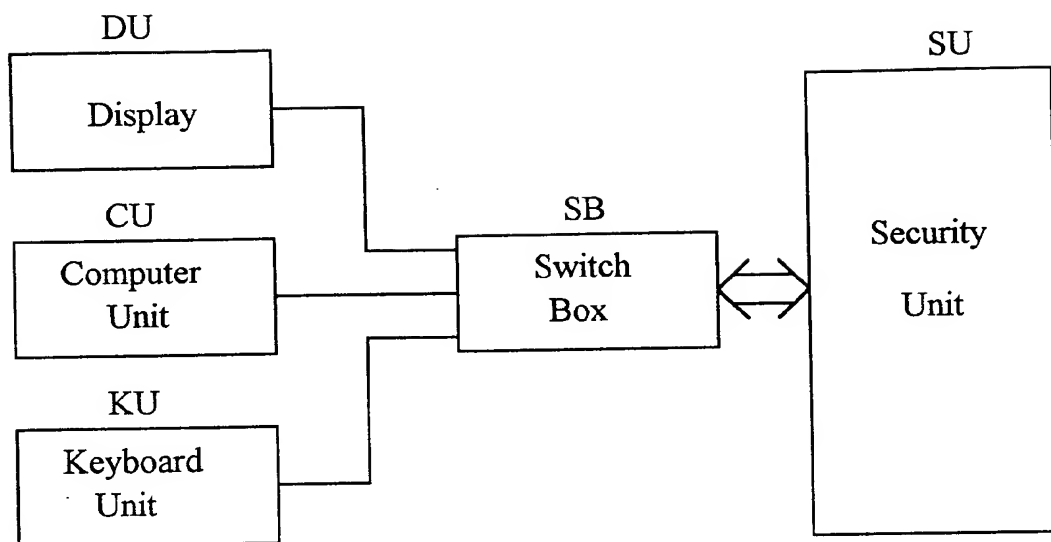 DU
Display
CU
Computer
Unit
KU
Keyboard
Unit
SB
Switch
Box
SU
Security
Unit